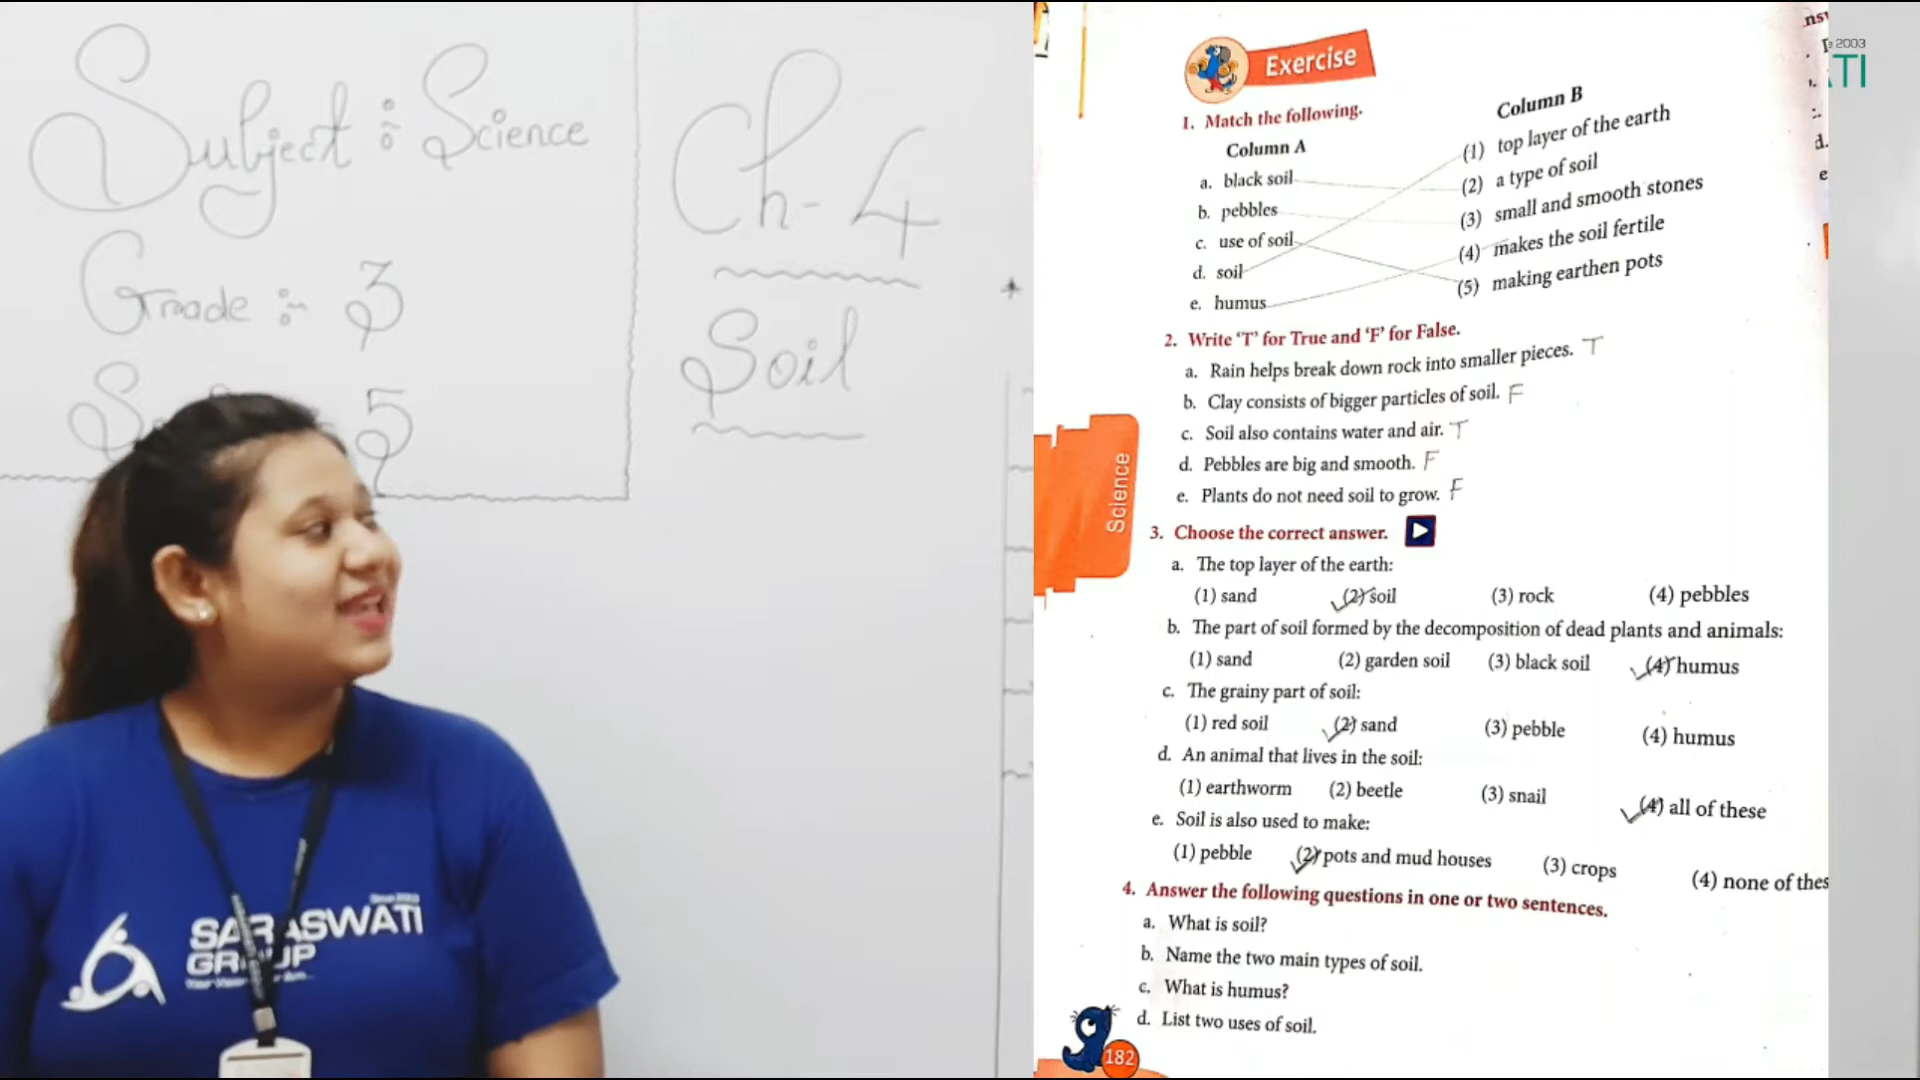 Subject :- Science
Grade :- 3
5
Ch-4
Soil
SARASWATI
GROUP
Exercise
1. Match the following.
Column A
Column B
a. black soil
(1) top layer of the earth
b. pebbles
(2) a type of soil
c. use of soil
(3) small and smooth stones
d. soil
(4) makes the soil fertile
e. humus
(5) making earthen pots
2. Write ‘T’ for True and ‘F’ for False.
a. Rain helps break down rock into smaller pieces. T
b. Clay consists of bigger particles of soil. F
c. Soil also contains water and air. T
d. Pebbles are big and smooth. F
e. Plants do not need soil to grow. F
3. Choose the correct answer.
a. The top layer of the earth:
(1) sand (2) soil (3) rock (4) pebbles
b. The part of soil formed by the decomposition of dead plants and animals:
(1) sand (2) garden soil (3) black soil (4) humus
c. The grainy part of soil:
(1) red soil (2) sand (3) pebble (4) humus
d. An animal that lives in the soil:
(1) earthworm (2) beetle (3) snail (4) all of these
e. Soil is also used to make:
(1) pebble (2) pots and mud houses (3) crops (4) none of thes
4. Answer the following questions in one or two sentences.
a. What is soil?
b. Name the two main types of soil.
c. What is humus?
d. List two uses of soil.
Science
182
2003
ATI
d.
e